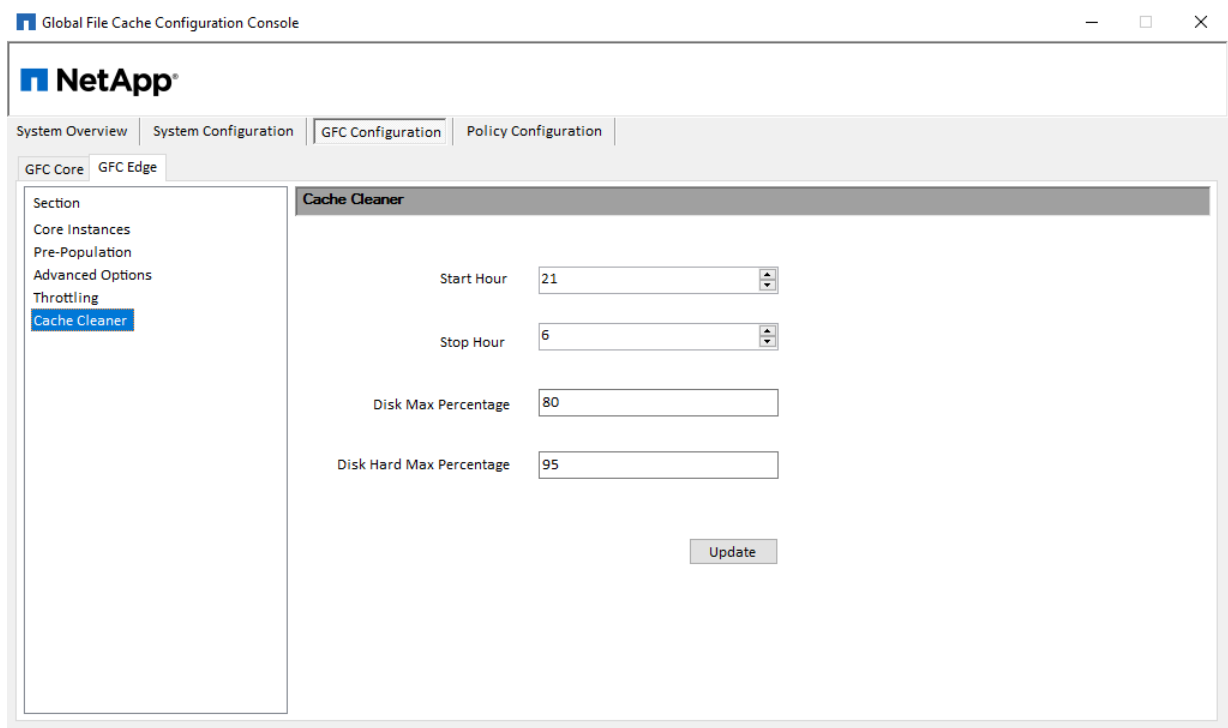 Global File Cache Configuration Console
NetApp®
System Overview System Configuration GFC Configuration Policy Configuration
GFC Core GFC Edge
Section
Core Instances
Pre-Population
Advanced Options
Throttling
Cache Cleaner
Cache Cleaner
Start Hour 21
Stop Hour 6
Disk Max Percentage 80
Disk Hard Max Percentage 95
Update